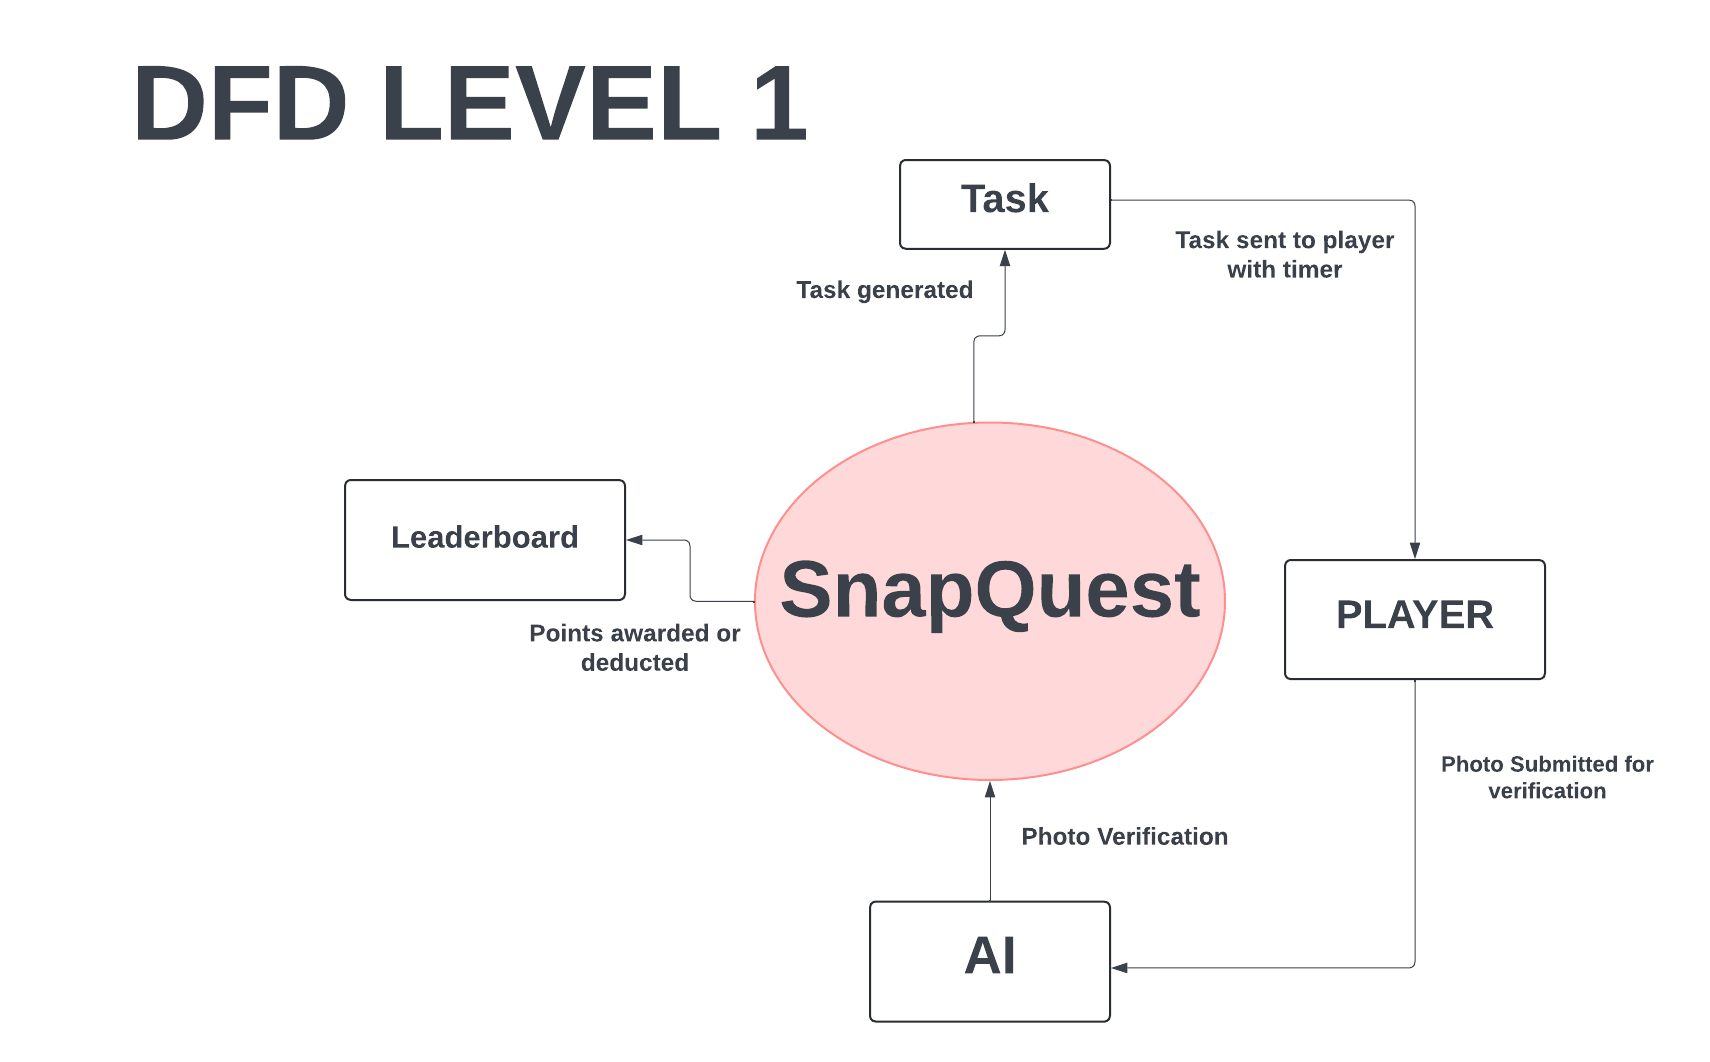 DFD LEVEL 1
Task
Task sent to player
with timer
Task generated
Leaderboard
SnapQuest
PLAYER
Points awarded or
deducted
Photo Submitted for
verification
Photo Verification
AI